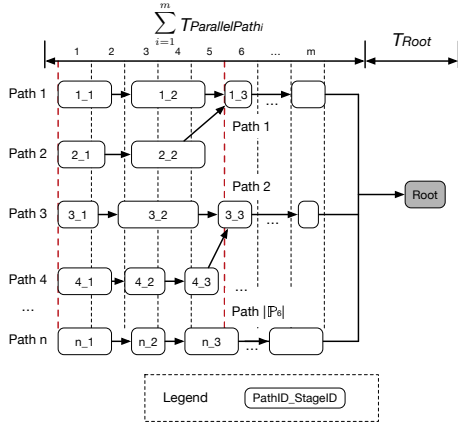 m
∑ TParallelPathi
i=1
TRoot
1 2 3 4 5 6 ... m
Path 1 1_1 1_2 1_3 ...
Path 1
Path 2 2_1 2_2
Path 2
Path 3 3_1 3_2 3_3 ...
Root
Path 4 4_1 4_2 4_3 ...
...
Path |ℙ6|
Path n n_1 n_2 n_3 ...
Legend PathID_StageID